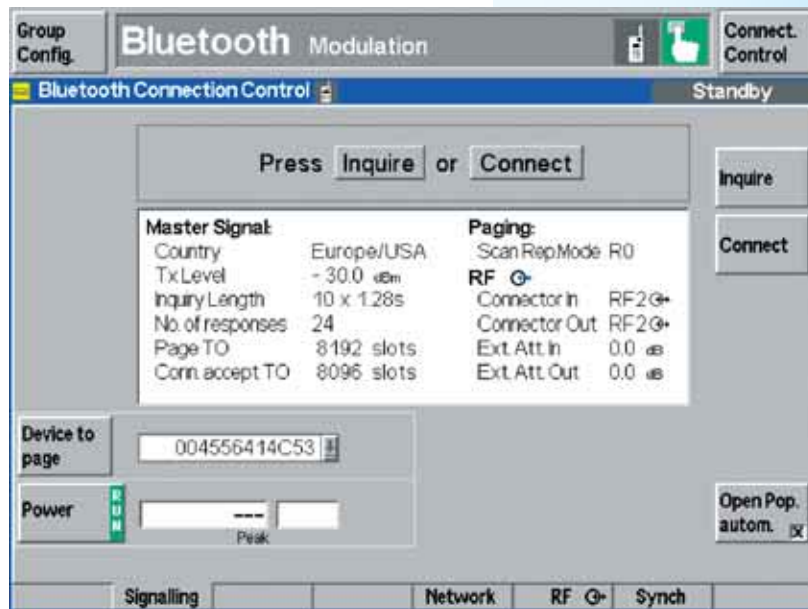 Group Config.
Bluetooth Modulation
Connect. Control
Bluetooth Connection Control
Standby
Press Inquire or Connect
Inquire
Connect
Master Signal:
Country Europe/USA
Tx Level - 30.0 dBm
Inquiry Length 10 x 1.28s
No. of responses 24
Page TO 8192 slots
Conn. accept TO 8096 slots
Paging:
Scan Rep.Mode R0
RF
Connector In RF2
Connector Out RF2
Ext. Att. In 0.0 dB
Ext. Att. Out 0.0 dB
Device to page
004556414C53
Power
RUN
---
Peak
Open Pop. autom.
Signalling
Network
RF
Synch